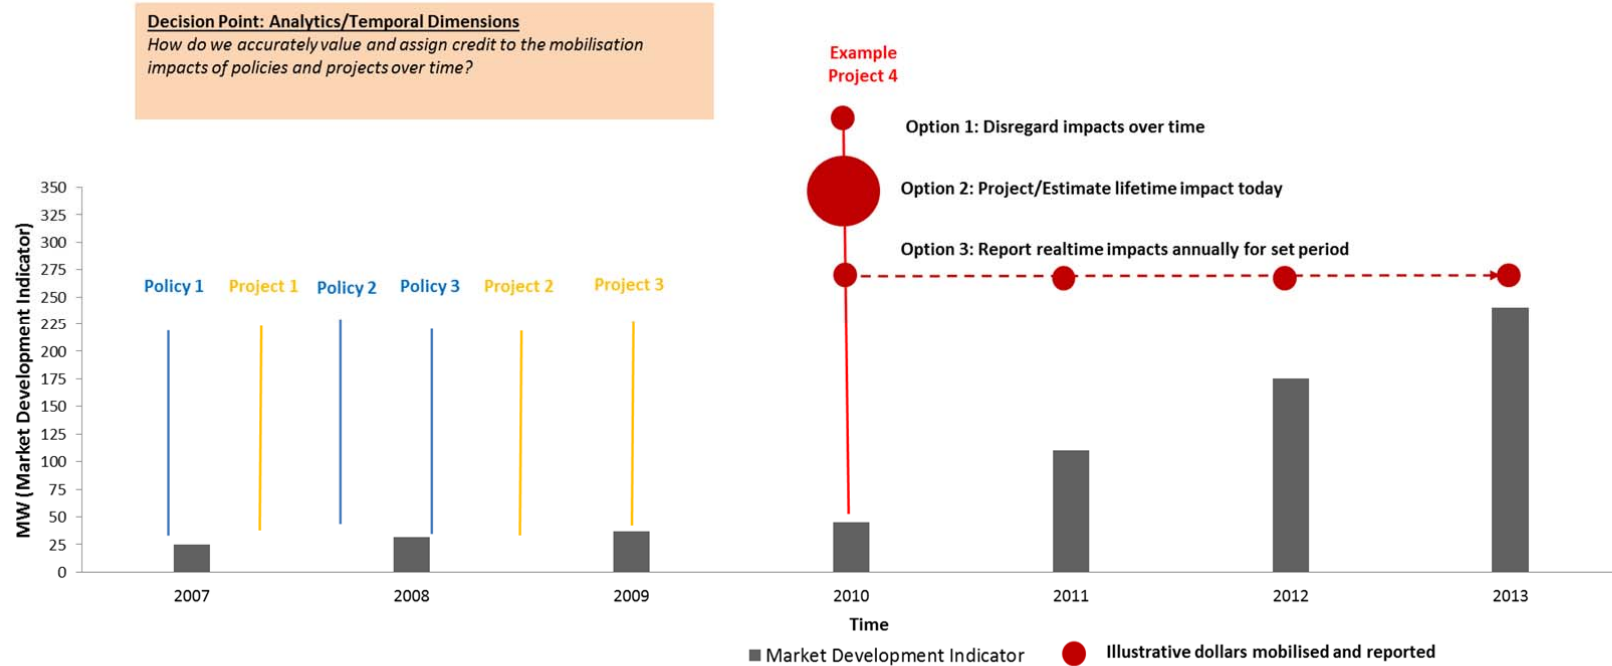 Decision Point: Analytics/Temporal Dimensions
How do we accurately value and assign credit to the mobilisation
impacts of policies and projects over time?
Example
Project 4
Option 1: Disregard impacts over time
Option 2: Project/Estimate lifetime impact today
Option 3: Report realtime impacts annually for set period
MW (Market Development Indicator)
350
325
300
275
250
225
200
175
150
125
100
75
50
25
0
Policy 1
Project 1
Policy 2
Policy 3
Project 2
Project 3
2007
2008
2009
2010
2011
2012
2013
Time
Market Development Indicator
Illustrative dollars mobilised and reported